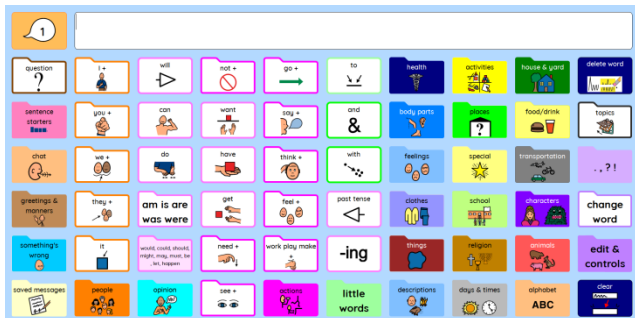 1
question
I +
will
not +
go +
to
health
activities
house & yard
delete word
sentence
starters
you +
can
want
say +
and
&
body parts
places
food/drink
topics
chat
we +
do
have
think +
with
feelings
special
transportation
. , ? !
greetings &
manners
they +
am is are
was were
get
feel +
past tense
clothes
school
characters
change
word
something's
wrong
it
would, could, should,
might, may, must, be
, let, happen
need +
work play make
+
-ing
things
religion
animals
edit &
controls
saved messages
people
opinion
see +
actions
little
words
descriptions
days & times
alphabet
ABC
clear